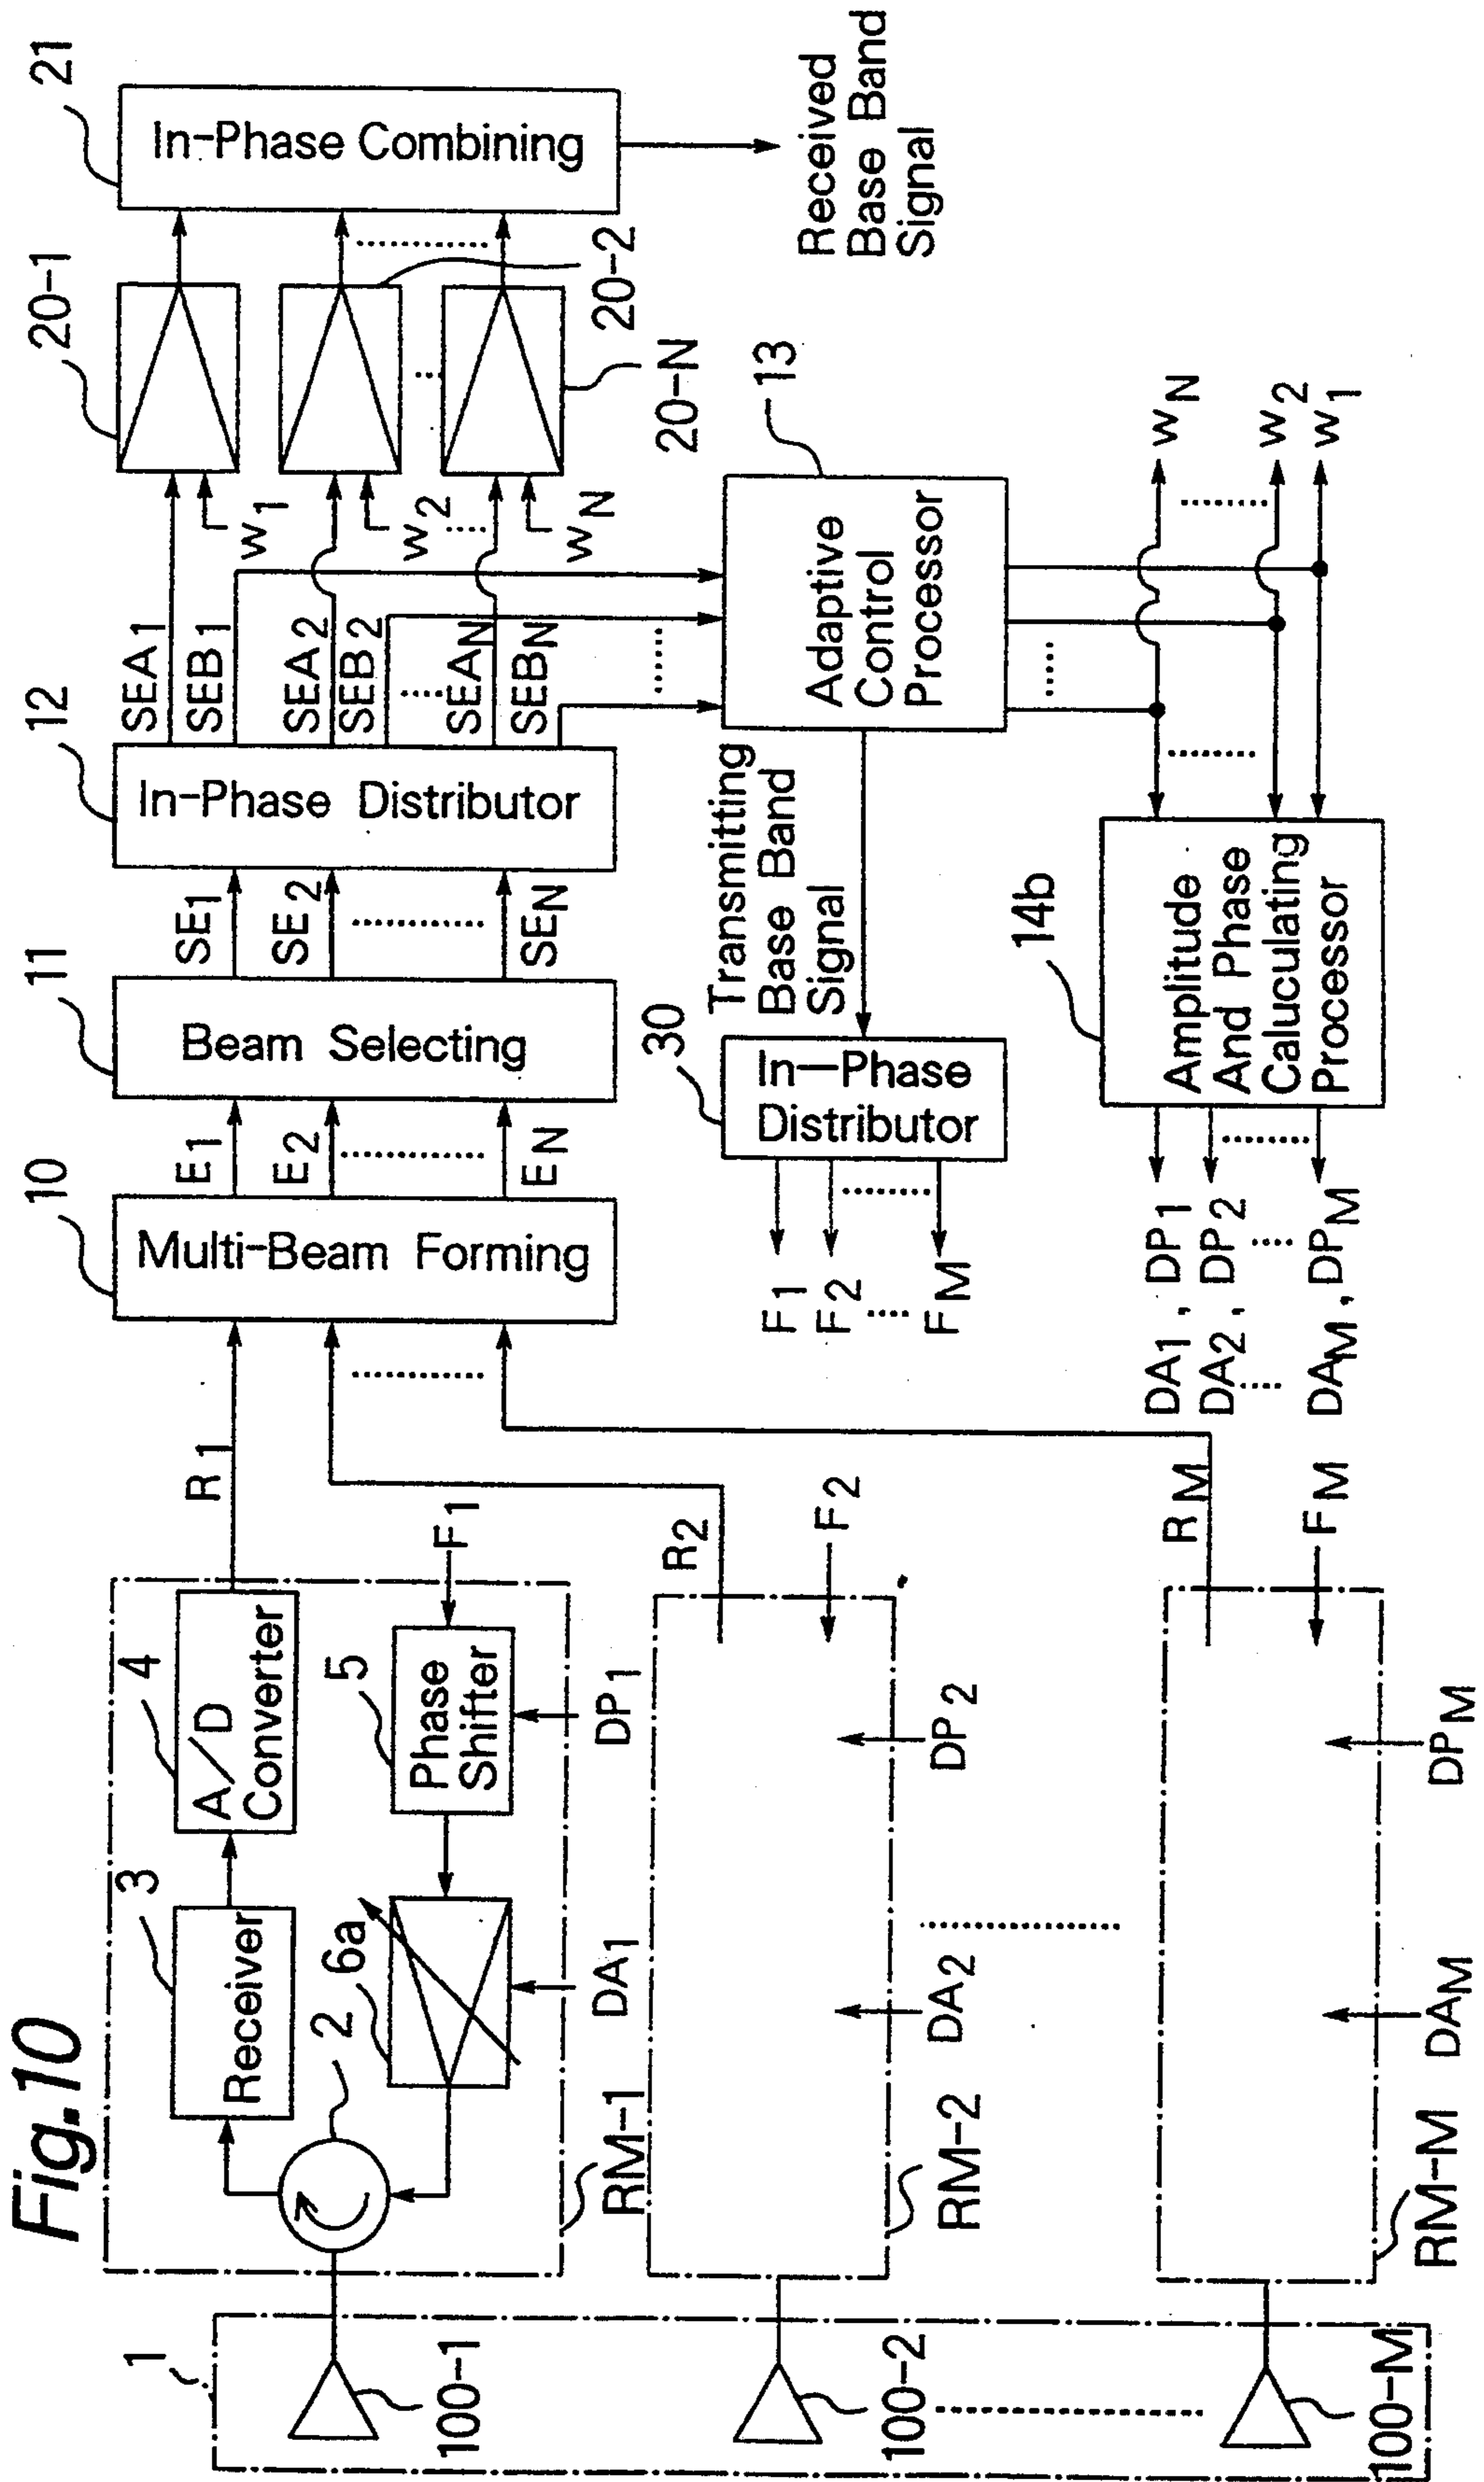 Fig.10
1
100-1
100-2
100-M
2
3
Receiver
4
A/D
Converter
R1
5
Phase
Shifter
F1
6a
DA1
DP1
RM-1
R2
F2
DA2
DP2
RM-2
RM
FM
DAM
DPM
RM-M
10
Multi-Beam Forming
E1
E2
EN
11
Beam Selecting
SE1
SE2
SEN
12
In-Phase Distributor
SEA1
SEB1
SEA2
SEB2
SEAN
SEBN
W1
W2
WN
20-1
20-2
20-N
21
In-Phase Combining
Received
Base Band
Signal
13
Adaptive
Control
Processor
Transmitting
Base Band
Signal
30
In-Phase
Distributor
F1
F2
FM
14b
Amplitude
And Phase
Caluculating
Processor
WN
W2
W1
DA1, DP1
DA2, DP2
DAM, DPM